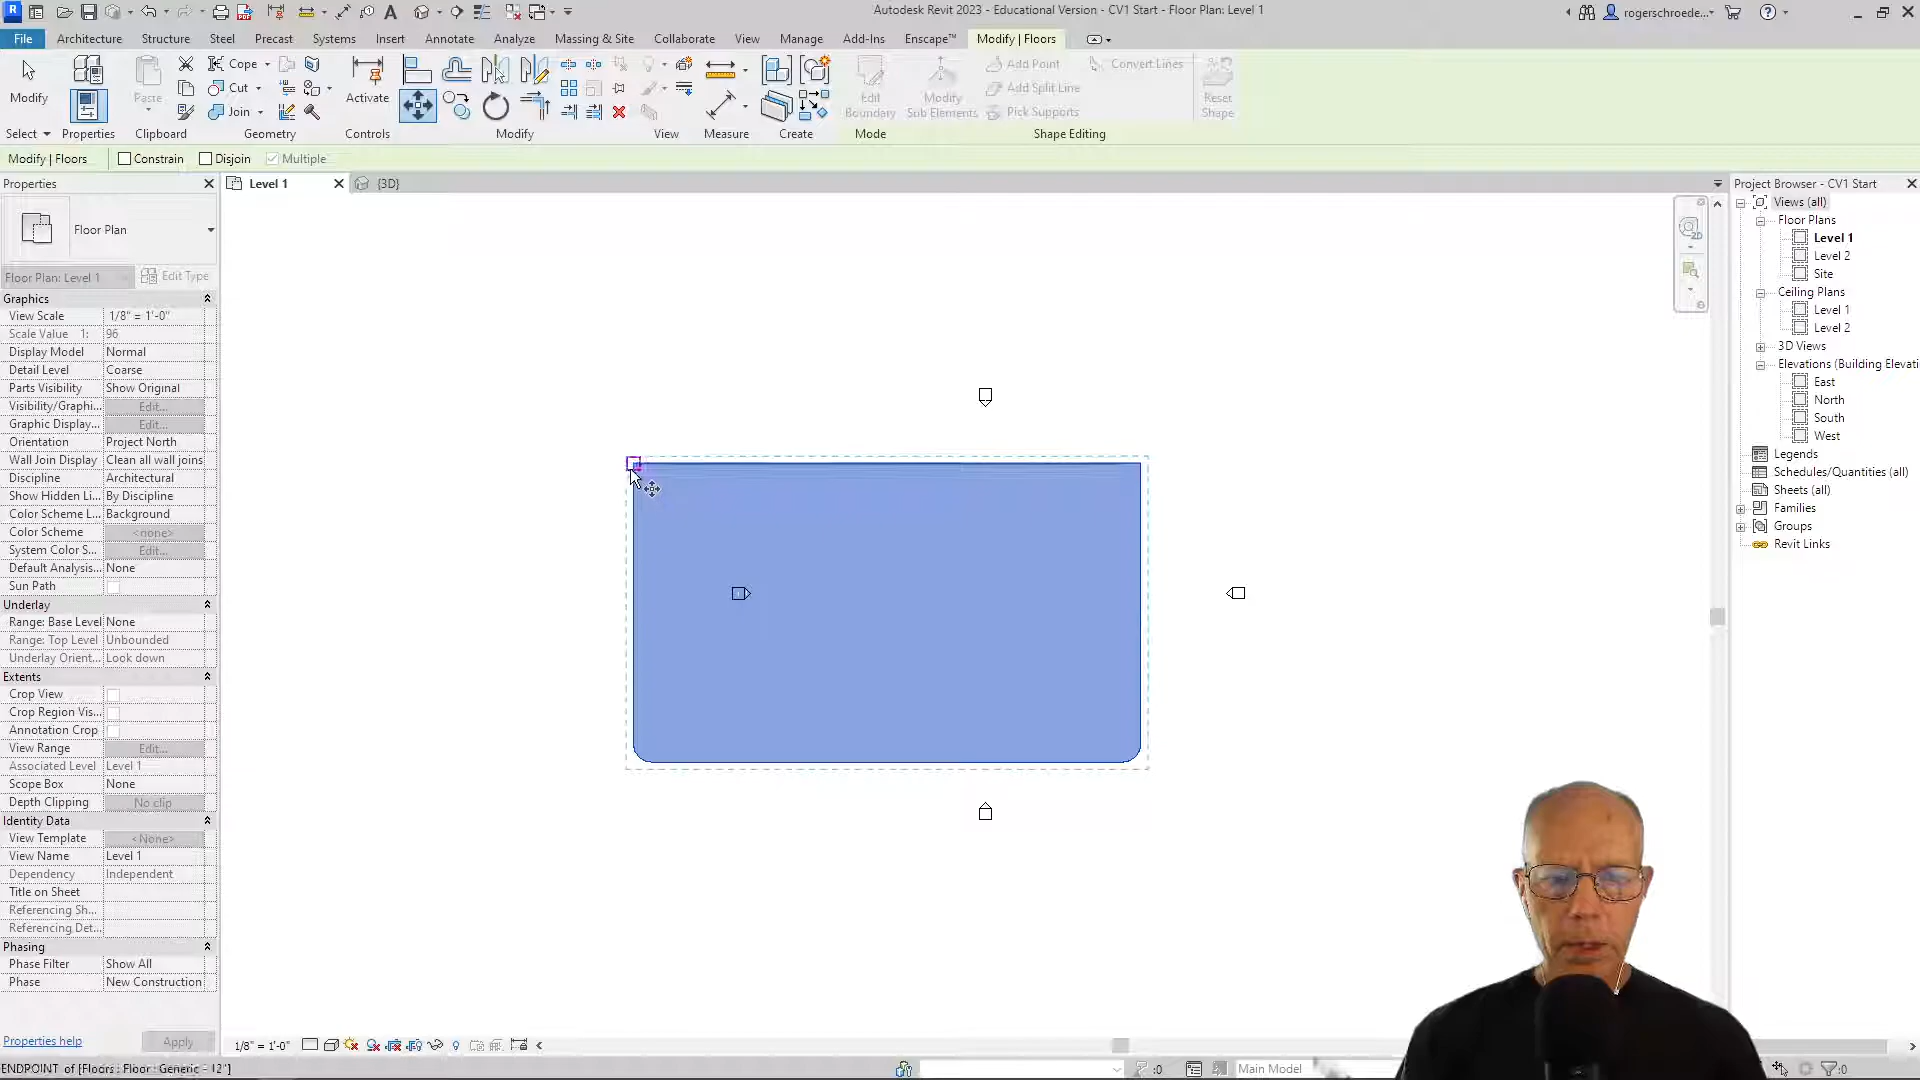 Autodesk Revit 2023 - Educational Version - CV1 Start - Floor Plan: Level 1
rogerschroede...
File Architecture Structure Steel Precast Systems Insert Annotate Analyze Massing & Site Collaborate View Manage Add-Ins Enscape™ Modify | Floors
Modify
Paste
Cope
Cut
Join
Activate
Edit Boundary
Modify Sub Elements
Add Point
Add Split Line
Pick Supports
Convert Lines
Reset Shape
Select Properties Clipboard Geometry Controls Modify View Measure Create Mode Shape Editing
Modify | Floors Constrain Disjoin Multiple
Properties
Level 1 {3D}
Floor Plan
Floor Plan: Level 1 Edit Type
Graphics
View Scale 1/8" = 1'-0"
Scale Value 1: 96
Display Model Normal
Detail Level Coarse
Parts Visibility Show Original
Visibility/Graphi... Edit...
Graphic Display... Edit...
Orientation Project North
Wall Join Display Clean all wall joins
Discipline Architectural
Show Hidden Li... By Discipline
Color Scheme L... Background
Color Scheme <none>
System Color S... Edit...
Default Analysis... None
Sun Path
Underlay
Range: Base Level None
Range: Top Level Unbounded
Underlay Orient... Look down
Extents
Crop View
Crop Region Vis...
Annotation Crop
View Range Edit...
Associated Level Level 1
Scope Box None
Depth Clipping No clip
Identity Data
View Template <None>
View Name Level 1
Dependency Independent
Title on Sheet
Referencing Sh...
Referencing Det...
Phasing
Phase Filter Show All
Phase New Construction
Properties help Apply
Project Browser - CV1 Start
Views (all)
Floor Plans
Level 1
Level 2
Site
Ceiling Plans
Level 1
Level 2
3D Views
Elevations (Building Elevati
East
North
South
West
Legends
Schedules/Quantities (all)
Sheets (all)
Families
Groups
Revit Links
1/8" = 1'-0"
ENDPOINT of [Floors : Floor : Generic - 12"]
:0
Main Model
:0